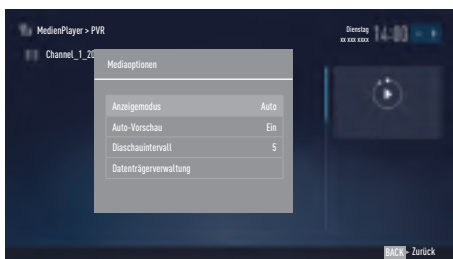 MedienPlayer > PVR
Dienstag
xx xxx xxxx
14:00
Channel_1_20
Mediaoptionen
Anzeigemodus Auto
Auto-Vorschau Ein
Diaschauintervall 5
Datenträgerverwaltung
BACK Zurück